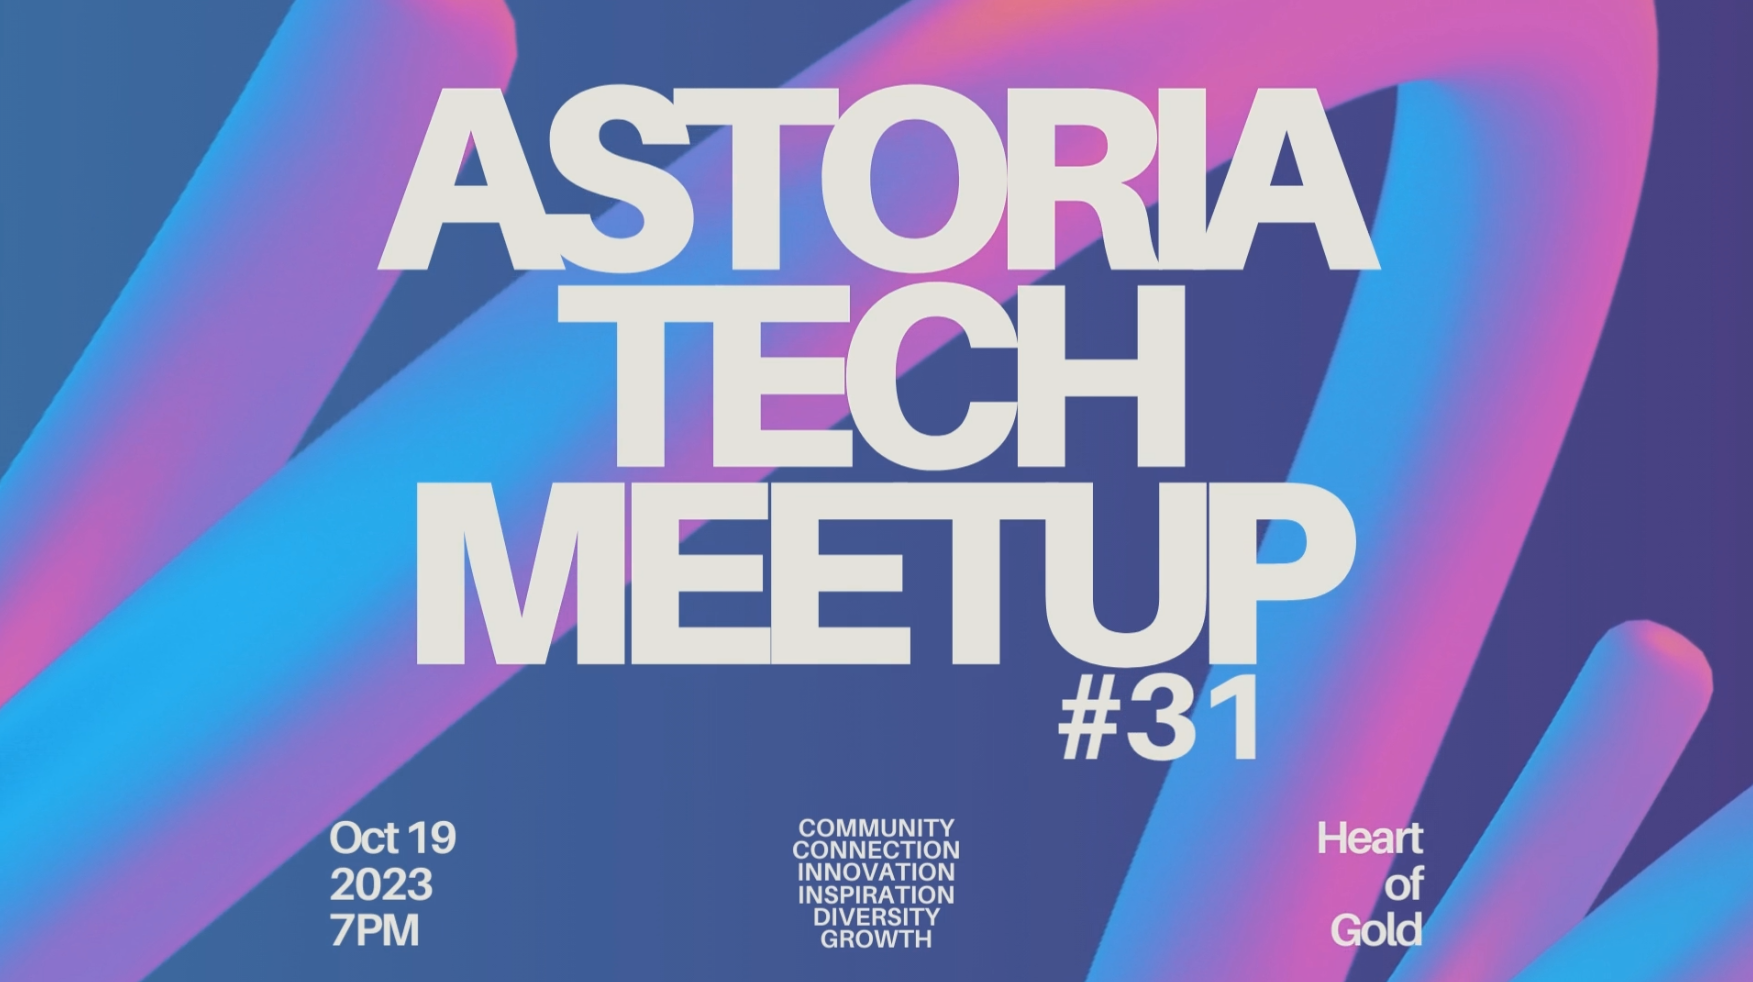 ASTORIA
TECH
MEETUP
#31
Oct 19
2023
7PM
COMMUNITY
CONNECTION
INNOVATION
INSPIRATION
DIVERSITY
GROWTH
Heart
of
Gold